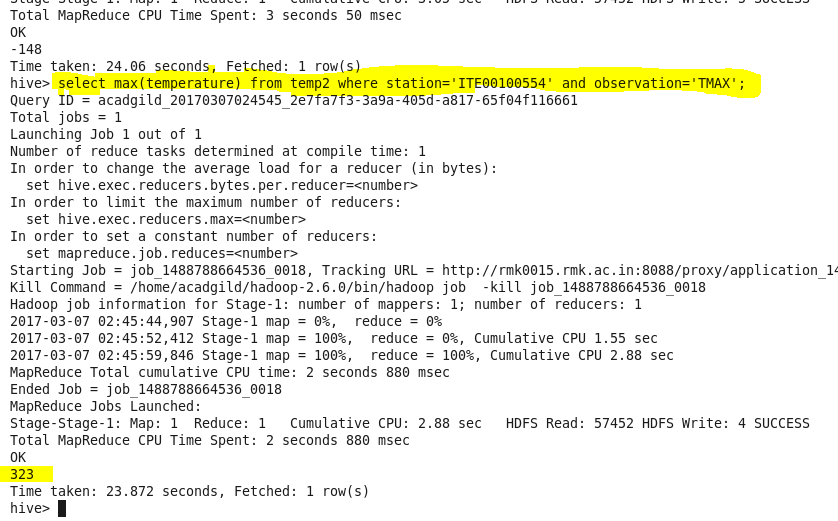 Stage-Stage-1: Map: 1  Reduce: 1   Cumulative CPU: 3.05 sec   HDFS Read: 57452 HDFS Write: 5 SUCCESS
Total MapReduce CPU Time Spent: 3 seconds 50 msec
OK
-148
Time taken: 24.06 seconds, Fetched: 1 row(s)
hive> select max(temperature) from temp2 where station='ITE00100554' and observation='TMAX';
Query ID = acadgild_20170307024545_2e7fa7f3-3a9a-405d-a817-65f04f116661
Total jobs = 1
Launching Job 1 out of 1
Number of reduce tasks determined at compile time: 1
In order to change the average load for a reducer (in bytes):
  set hive.exec.reducers.bytes.per.reducer=<number>
In order to limit the maximum number of reducers:
  set hive.exec.reducers.max=<number>
In order to set a constant number of reducers:
  set mapreduce.job.reduces=<number>
Starting Job = job_1488788664536_0018, Tracking URL = http://rmk0015.rmk.ac.in:8088/proxy/application_14
Kill Command = /home/acadgild/hadoop-2.6.0/bin/hadoop job  -kill job_1488788664536_0018
Hadoop job information for Stage-1: number of mappers: 1; number of reducers: 1
2017-03-07 02:45:44,907 Stage-1 map = 0%,  reduce = 0%
2017-03-07 02:45:52,412 Stage-1 map = 100%,  reduce = 0%, Cumulative CPU 1.55 sec
2017-03-07 02:45:59,846 Stage-1 map = 100%,  reduce = 100%, Cumulative CPU 2.88 sec
MapReduce Total cumulative CPU time: 2 seconds 880 msec
Ended Job = job_1488788664536_0018
MapReduce Jobs Launched:
Stage-Stage-1: Map: 1  Reduce: 1   Cumulative CPU: 2.88 sec   HDFS Read: 57452 HDFS Write: 4 SUCCESS
Total MapReduce CPU Time Spent: 2 seconds 880 msec
OK
323
Time taken: 23.872 seconds, Fetched: 1 row(s)
hive>